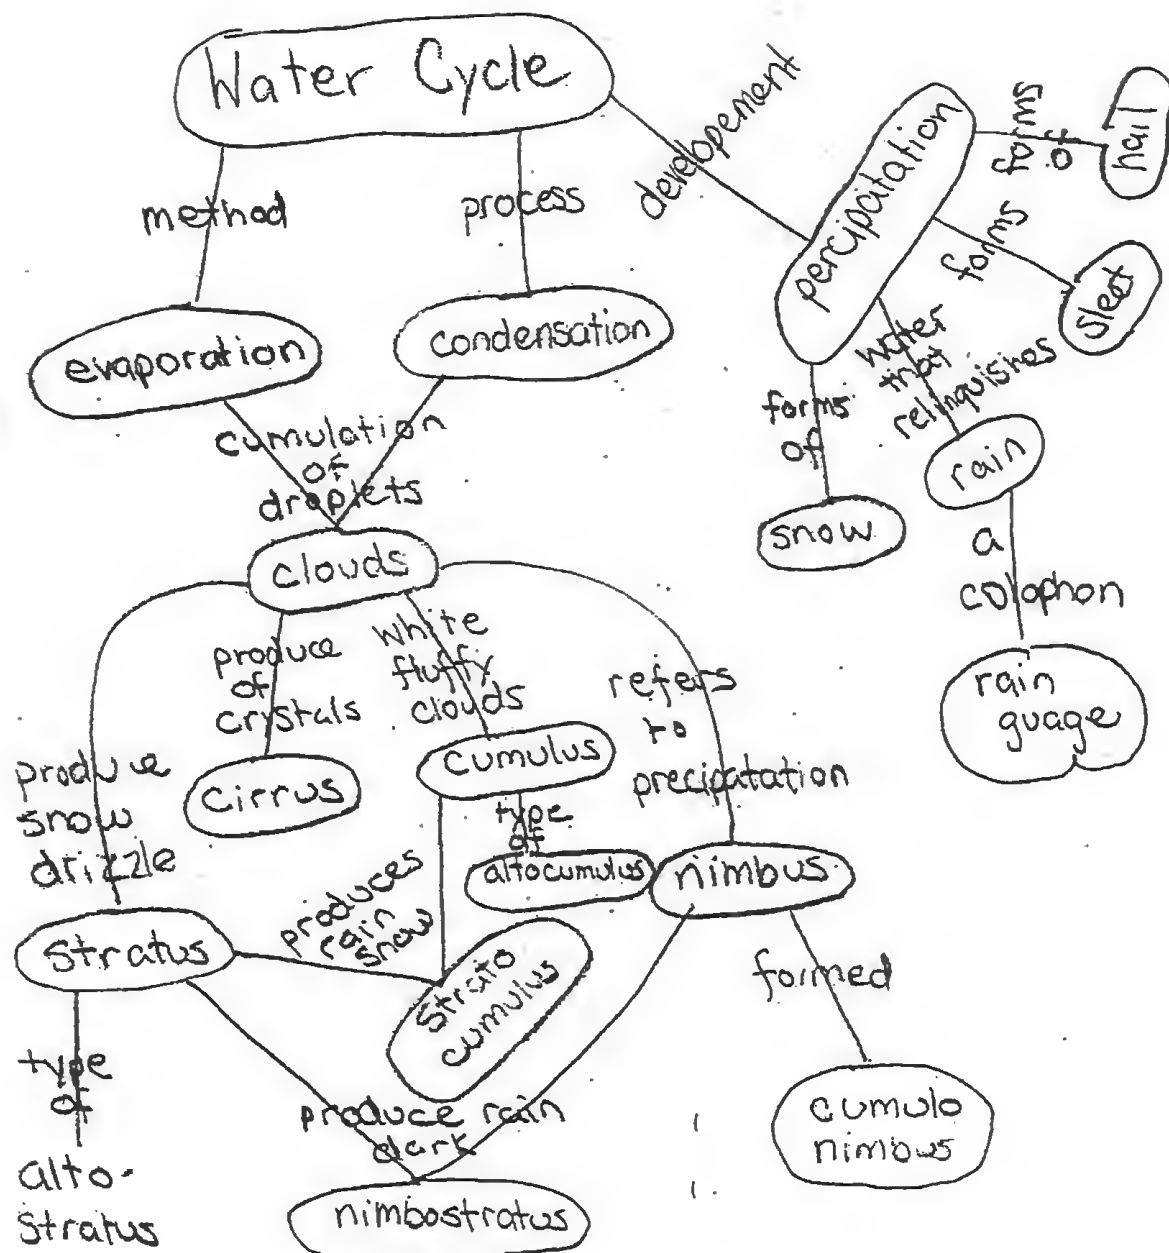 Water Cycle
method
process
developement
percipatation
forms
of
hail
forms
sleet
water
that
relinquishes
rain
forms
of
snow
a
colophon
rain
guage
evaporation
condensation
cumulation
of
droplets
clouds
produce
of
crystals
cirrus
white
fluffy
clouds
cumulus
type
of
altocumulus
refers
to
precipatation
nimbus
produce
snow
drizzle
stratus
produces
rain
snow
strato
cumulus
formed
cumulo
nimbus
type
of
alto-
stratus
produce rain
dark
nimbostratus